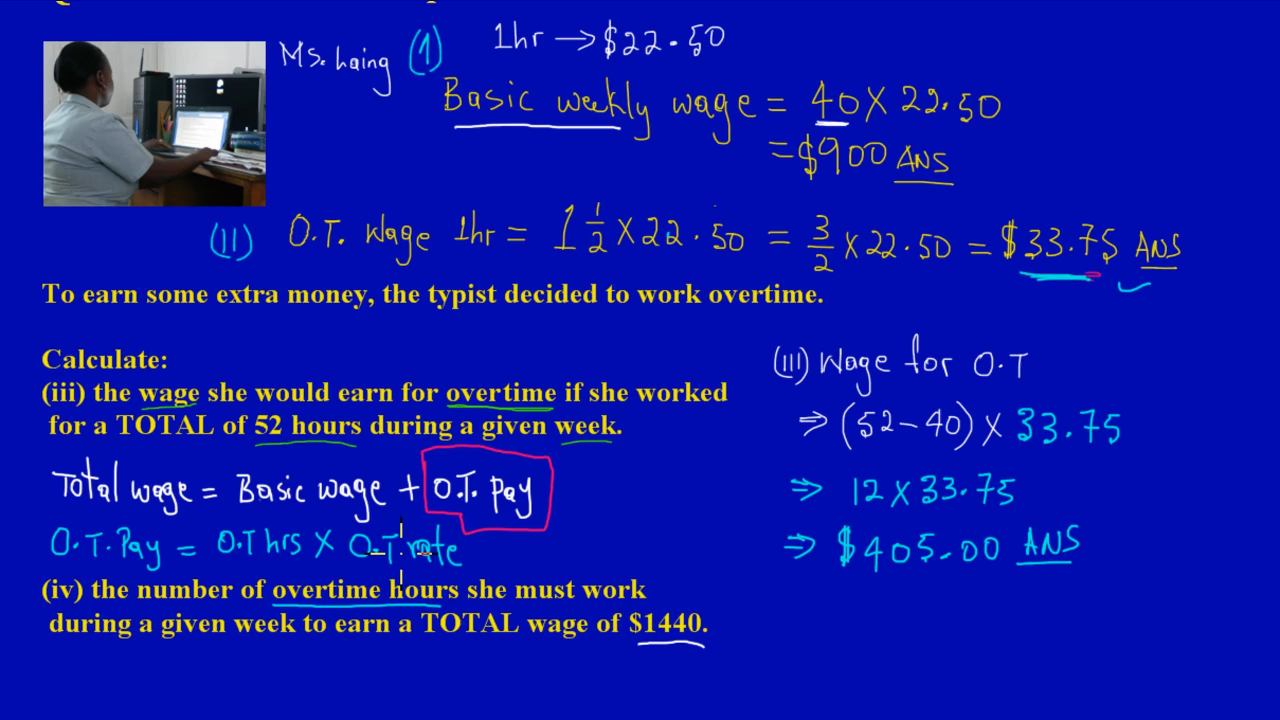 Ms. haing (I) 1hr → $22.50
Basic weekly wage = 40 × 22.50
= $900 ANS
(II) O.T. Wage 1hr = 1 1/2 × 22.50 = 3/2 × 22.50 = $33.75 ANS
To earn some extra money, the typist decided to work overtime.
Calculate:
(iii) the wage she would earn for overtime if she worked
for a TOTAL of 52 hours during a given week.
Total wage = Basic wage + O.T. pay
O.T. Pay = O.T hrs × O.T rate
(iv) the number of overtime hours she must work
during a given week to earn a TOTAL wage of $1440.
(III) Wage for O.T
⇒ (52 - 40) × 33.75
⇒ 12 × 33.75
⇒ $405.00 ANS